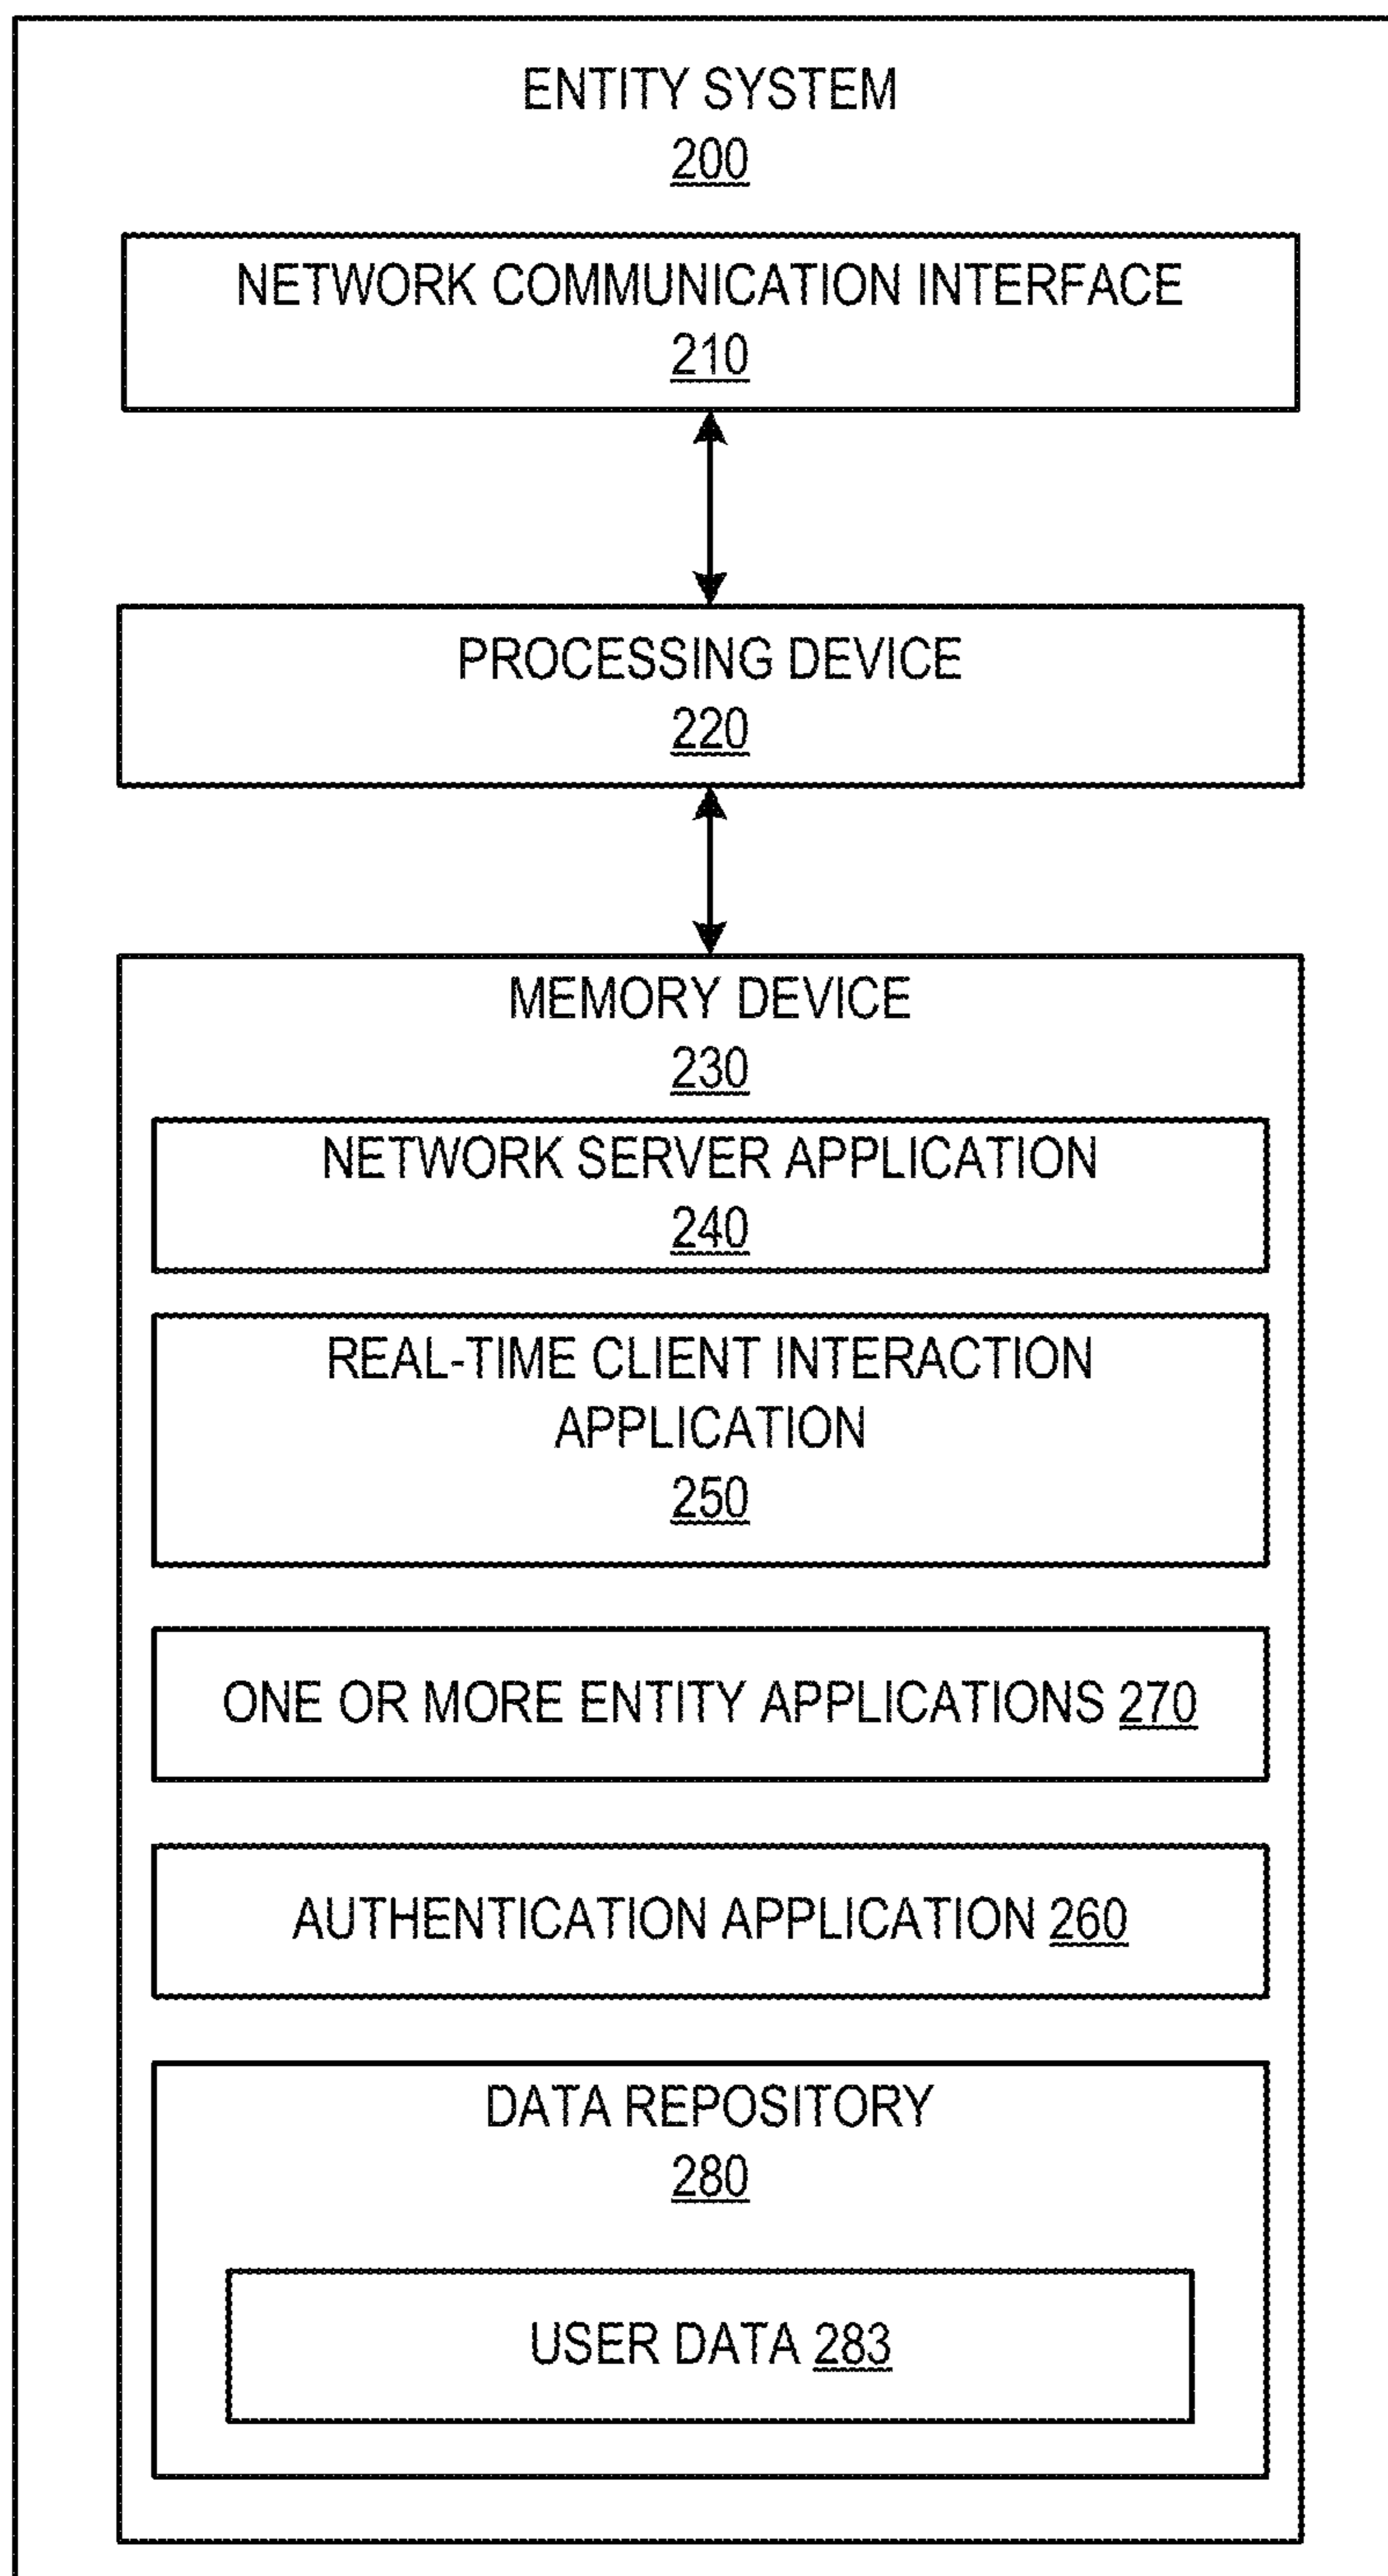 ENTITY SYSTEM
200
NETWORK COMMUNICATION INTERFACE
210
PROCESSING DEVICE
220
MEMORY DEVICE
230
NETWORK SERVER APPLICATION
240
REAL-TIME CLIENT INTERACTION
APPLICATION
250
ONE OR MORE ENTITY APPLICATIONS 270
AUTHENTICATION APPLICATION 260
DATA REPOSITORY
280
USER DATA 283